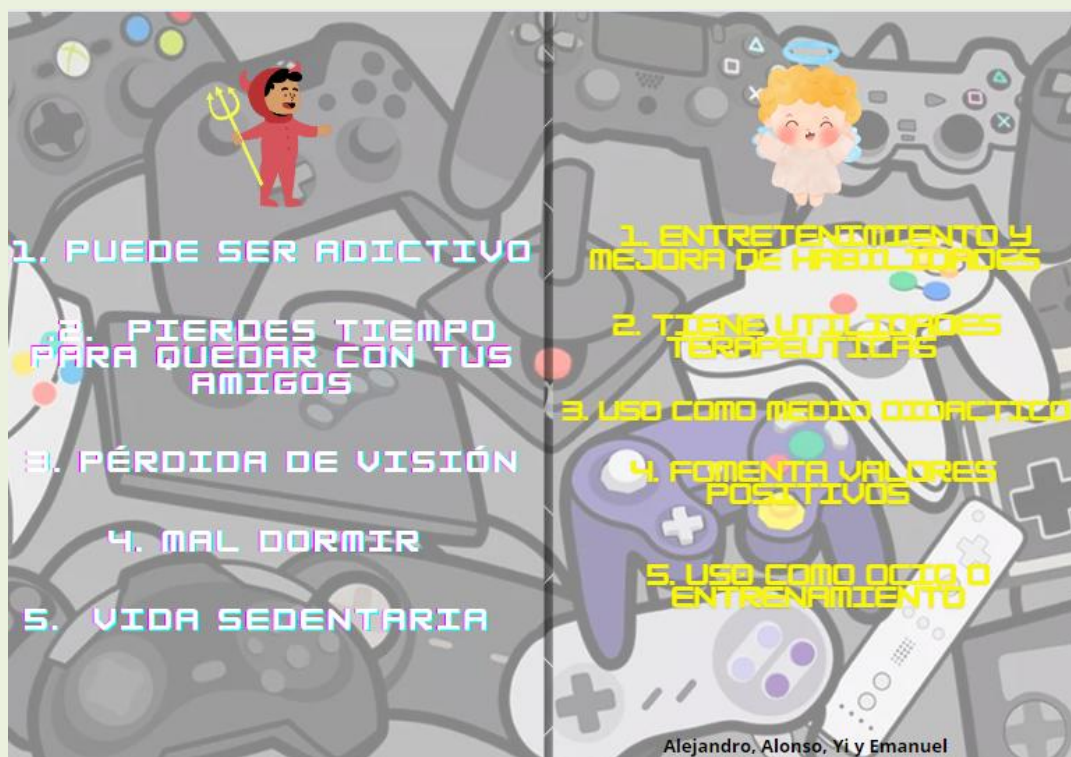 1. PUEDE SER ADICTIVO
2. PIERDES TIEMPO
PARA QUEDAR CON TUS
AMIGOS
3. PÉRDIDA DE VISIÓN
4. MAL DORMIR
5. VIDA SEDENTARIA
1. ENTRETENIMIENTO Y
MEJORA DE HABILIDADES
2. TIENE UTILIDADES
TERAPEUTICAS
3. USO COMO MEDIO DIDACTICO
4. FOMENTA VALORES
POSITIVOS
5. USO COMO OCIO O
ENTRENAMIENTO
Alejandro, Alonso, Yi y Emanuel